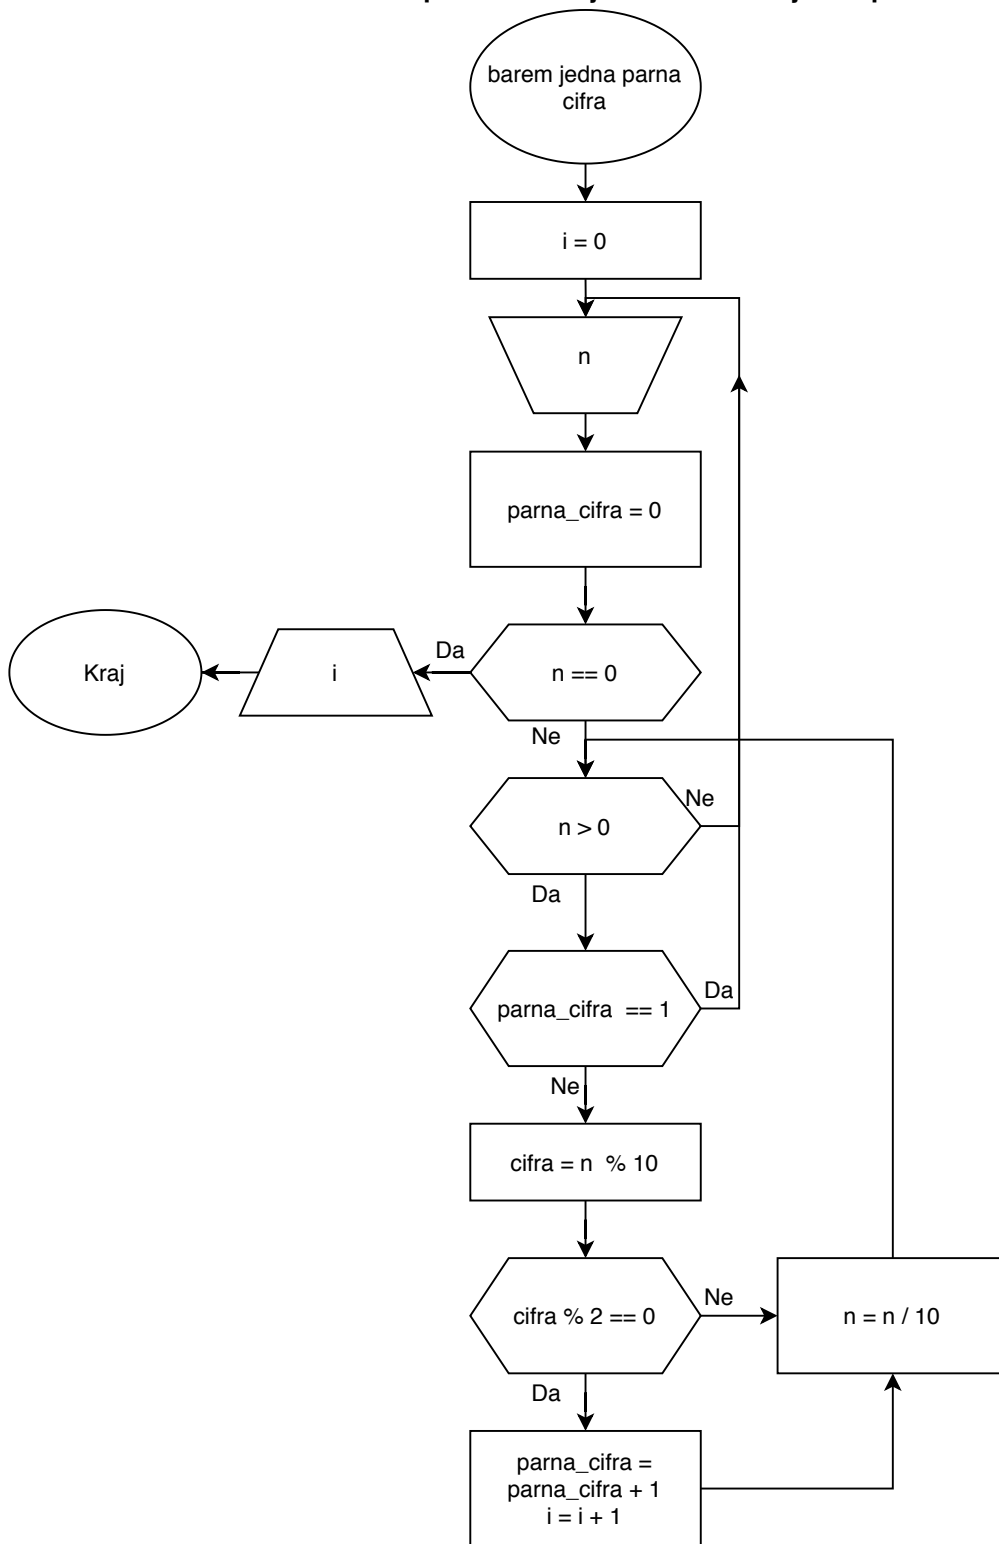 barem jedna parna
cifra
i = 0
n
parna_cifra = 0
n == 0
Da
i
Kraj
Ne
n > 0
Ne
Da
parna_cifra == 1
Da
Ne
cifra = n % 10
cifra % 2 == 0
Ne
n = n / 10
Da
parna_cifra =
parna_cifra + 1
i = i + 1